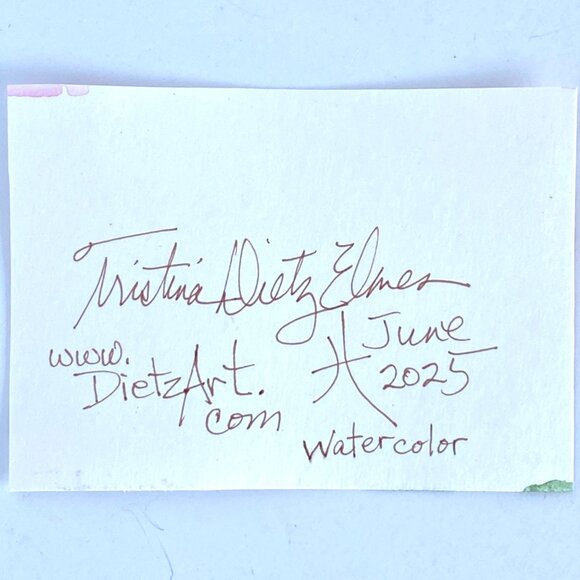 Tristina Dietz Elmes
www.
DietzArt.
com
June
2025
Watercolor